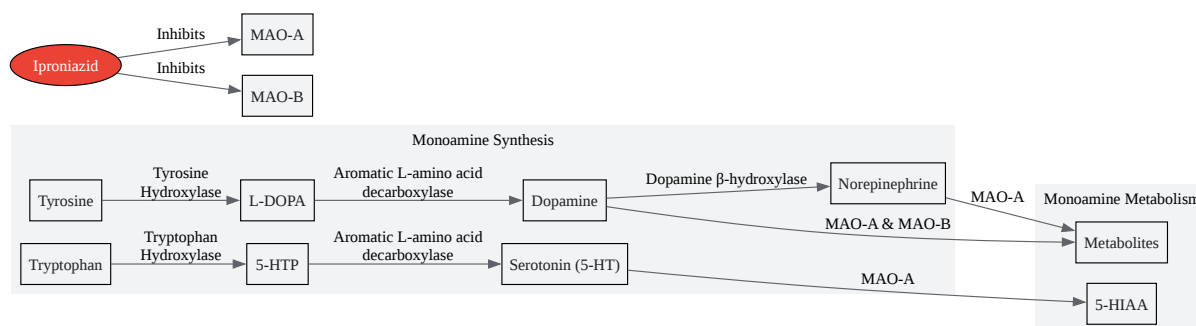 Inhibits
MAO-A
Iproniazid
Inhibits
MAO-B
Monoamine Synthesis
Tyrosine
Tyrosine
Hydroxylase
L-DOPA
Aromatic L-amino acid
decarboxylase
Dopamine
Dopamine β-hydroxylase
Norepinephrine
MAO-A
Monoamine Metabolism
MAO-A & MAO-B
Metabolites
Tryptophan
Tryptophan
Hydroxylase
5-HTP
Aromatic L-amino acid
decarboxylase
Serotonin (5-HT)
MAO-A
5-HIAA